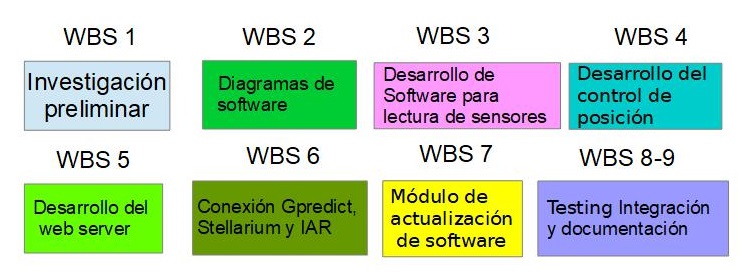 WBS 1
WBS 2
WBS 3
WBS 4
Investigación
preliminar
Diagramas de
software
Desarrollo de
Software para
lectura de sensores
Desarrollo del
control de
posición
WBS 5
WBS 6
WBS 7
WBS 8-9
Desarrollo del
web server
Conexión Gpredict,
Stellarium y IAR
Módulo de
actualización
de software
Testing Integración
y documentación